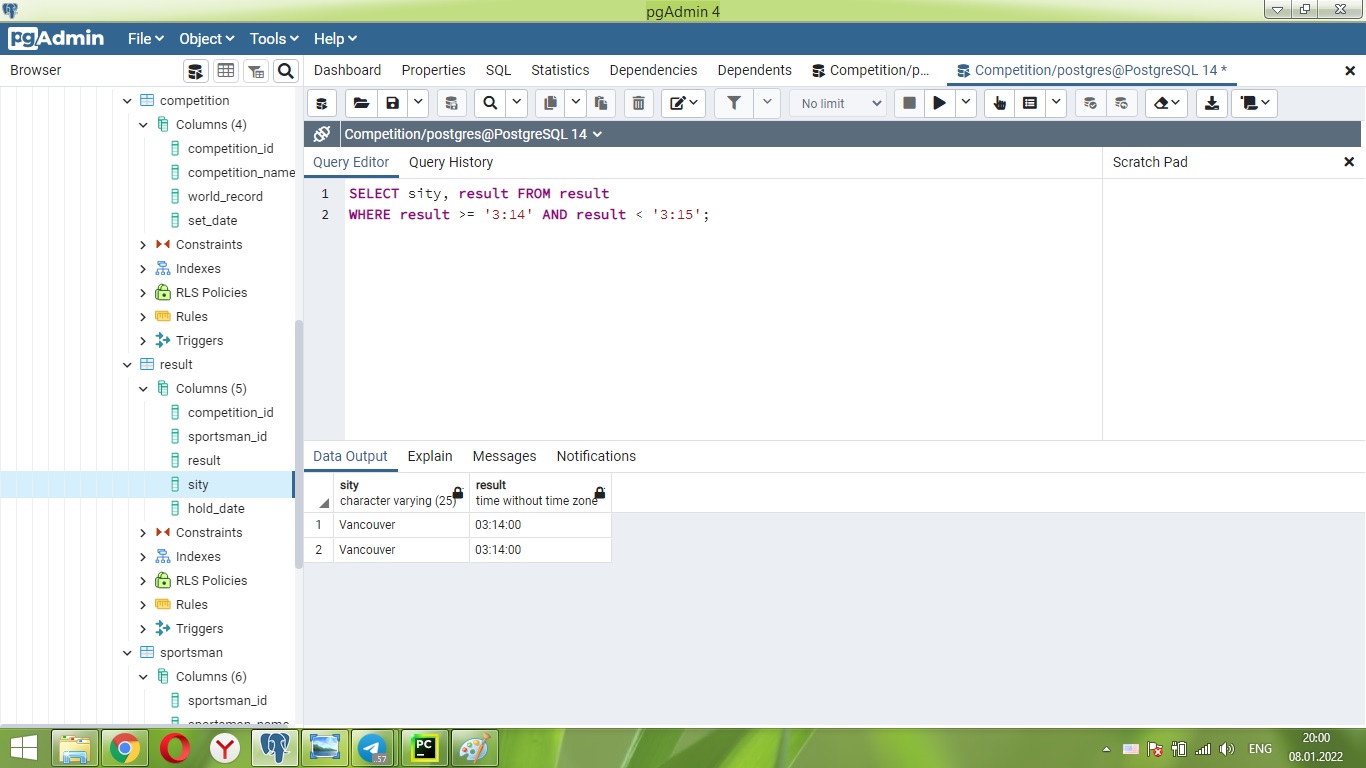 pgAdmin 4
pgAdmin File Object Tools Help
Browser
Dashboard Properties SQL Statistics Dependencies Dependents Competition/p... Competition/postgres@PostgreSQL 14 *
No limit
Competition/postgres@PostgreSQL 14
Query Editor Query History Scratch Pad
1 SELECT sity, result FROM result
2 WHERE result >= '3:14' AND result < '3:15';
competition
Columns (4)
competition_id
competition_name
world_record
set_date
Constraints
Indexes
RLS Policies
Rules
Triggers
result
Columns (5)
competition_id
sportsman_id
result
sity
hold_date
Constraints
Indexes
RLS Policies
Rules
Triggers
sportsman
Columns (6)
sportsman_id
sportsman_name
Data Output Explain Messages Notifications
sity result
character varying (25) time without time zone
1 Vancouver 03:14:00
2 Vancouver 03:14:00
PC
57
ENG
20:00
08.01.2022